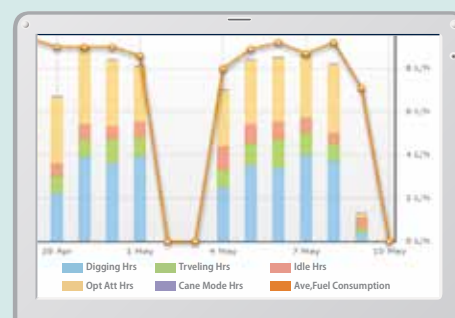 8 L/h
6 L/h
4 L/h
2 L/h
0 L/h
28 Apr 1 May 4 May 7 May 10 May
Digging Hrs Trveling Hrs Idle Hrs
Opt Att Hrs Cane Mode Hrs Ave,Fuel Consumption